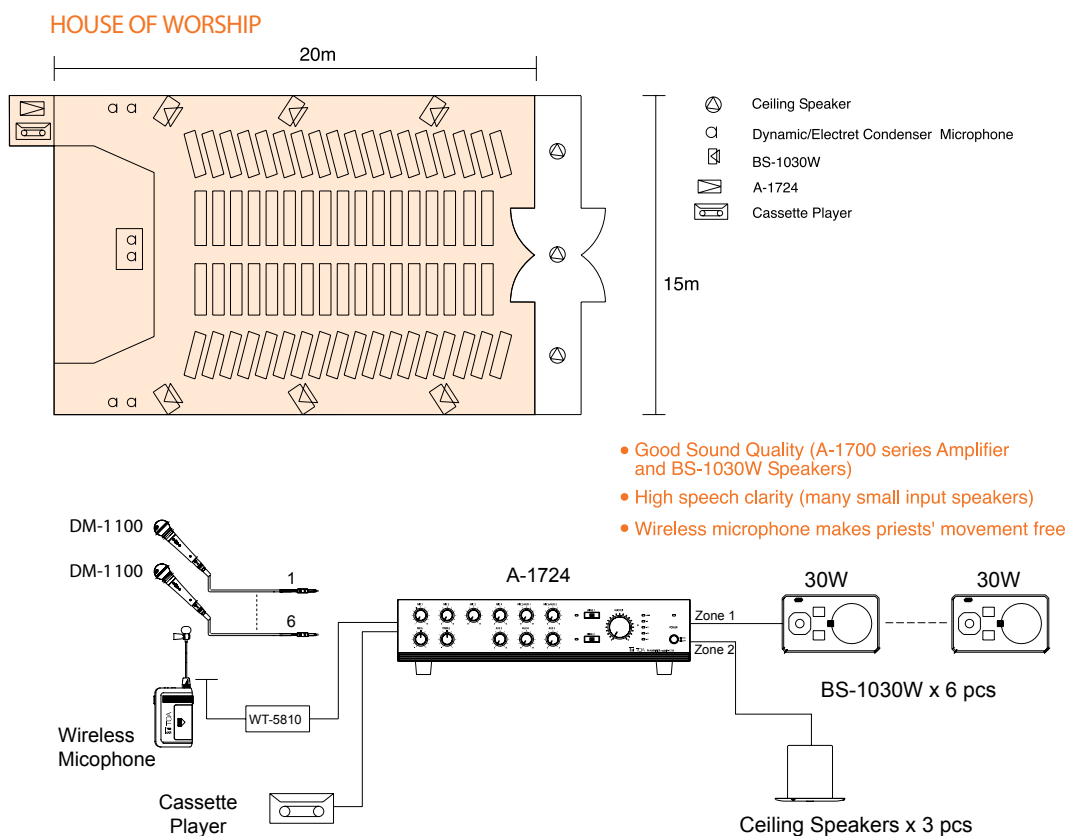 HOUSE OF WORSHIP
20m
15m
Ceiling Speaker
Dynamic/Electret Condenser Microphone
BS-1030W
A-1724
Cassette Player
• Good Sound Quality (A-1700 series Amplifier
and BS-1030W Speakers)
• High speech clarity (many small input speakers)
• Wireless microphone makes priests' movement free
DM-1100
DM-1100
1
6
A-1724
Zone 1
Zone 2
30W
30W
BS-1030W x 6 pcs
WT-5810
Wireless
Micophone
Cassette
Player
Ceiling Speakers x 3 pcs